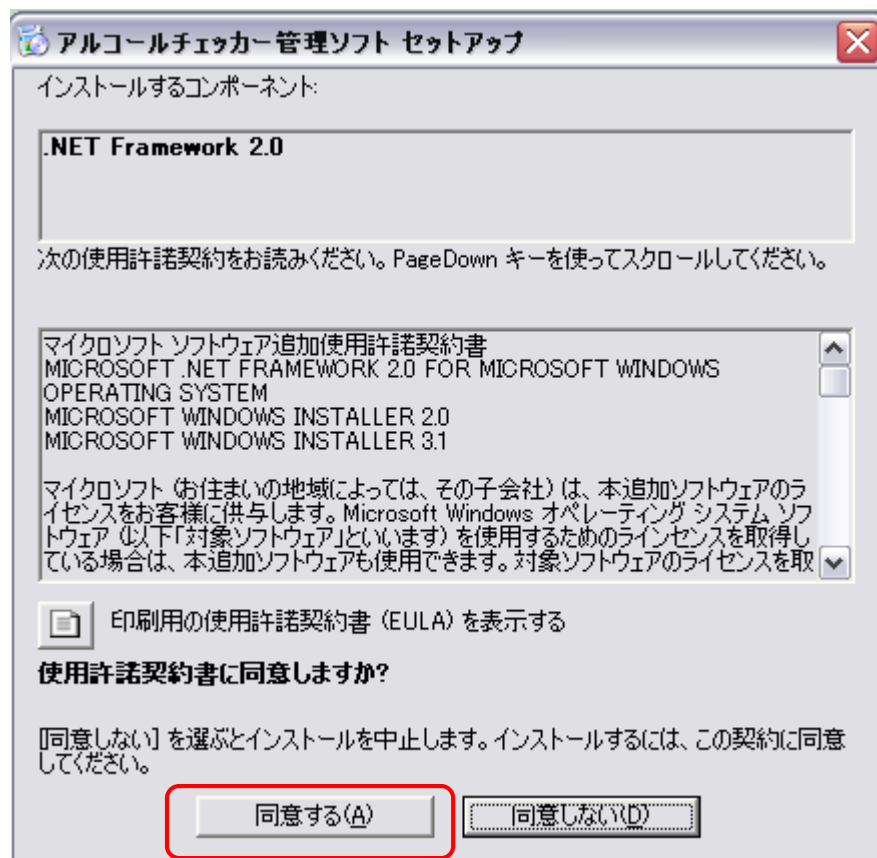 アルコールチェッカー管理ソフト セットアップ
インストールするコンポーネント:
.NET Framework 2.0
次の使用許諾契約をお読みください。PageDown キーを使ってスクロールしてください。
マイクロソフト ソフトウェア追加使用許諾契約書
MICROSOFT .NET FRAMEWORK 2.0 FOR MICROSOFT WINDOWS
OPERATING SYSTEM
MICROSOFT WINDOWS INSTALLER 2.0
MICROSOFT WINDOWS INSTALLER 3.1
マイクロソフト (お住まいの地域によっては、その子会社) は、本追加ソフトウェアのラ
イセンスをお客様に供与します。Microsoft Windows オペレーティング システム ソフ
トウェア (以下「対象ソフトウェア」といいます) を使用するためのラインセンスを取得し
ている場合は、本追加ソフトウェアも使用できます。対象ソフトウェアのライセンスを取
印刷用の使用許諾契約書 (EULA) を表示する
使用許諾契約書に同意しますか?
[同意しない] を選ぶとインストールを中止します。インストールするには、この契約に同意
してください。
同意する(A)
同意しない(D)